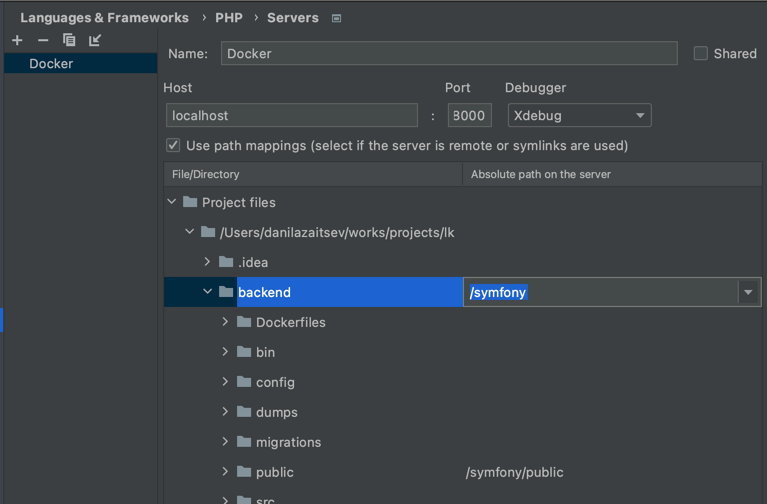 Languages & Frameworks › PHP › Servers
Docker
Name: Docker Shared
Host Port Debugger
localhost : 8000 Xdebug
Use path mappings (select if the server is remote or symlinks are used)
File/Directory Absolute path on the server
Project files
/Users/danilazaitsev/works/projects/lk
.idea
backend /symfony
Dockerfiles
bin
config
dumps
migrations
public /symfony/public
src